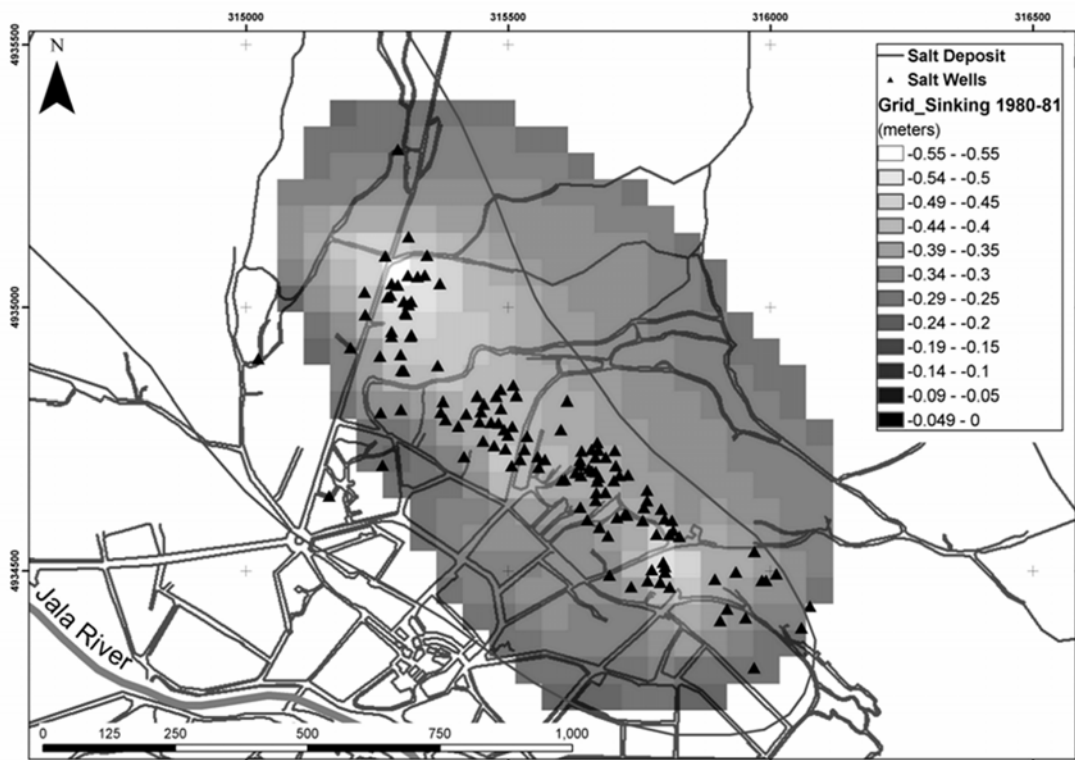 315000 315500 316000 316500
4935500
4935000
4934500
N
Salt Deposit
Salt Wells
Grid_Sinking 1980-81
(meters)
-0.55 - -0.55
-0.54 - -0.5
-0.49 - -0.45
-0.44 - -0.4
-0.39 - -0.35
-0.34 - -0.3
-0.29 - -0.25
-0.24 - -0.2
-0.19 - -0.15
-0.14 - -0.1
-0.09 - -0.05
-0.049 - 0
Jala River
0 125 250 500 750 1,000